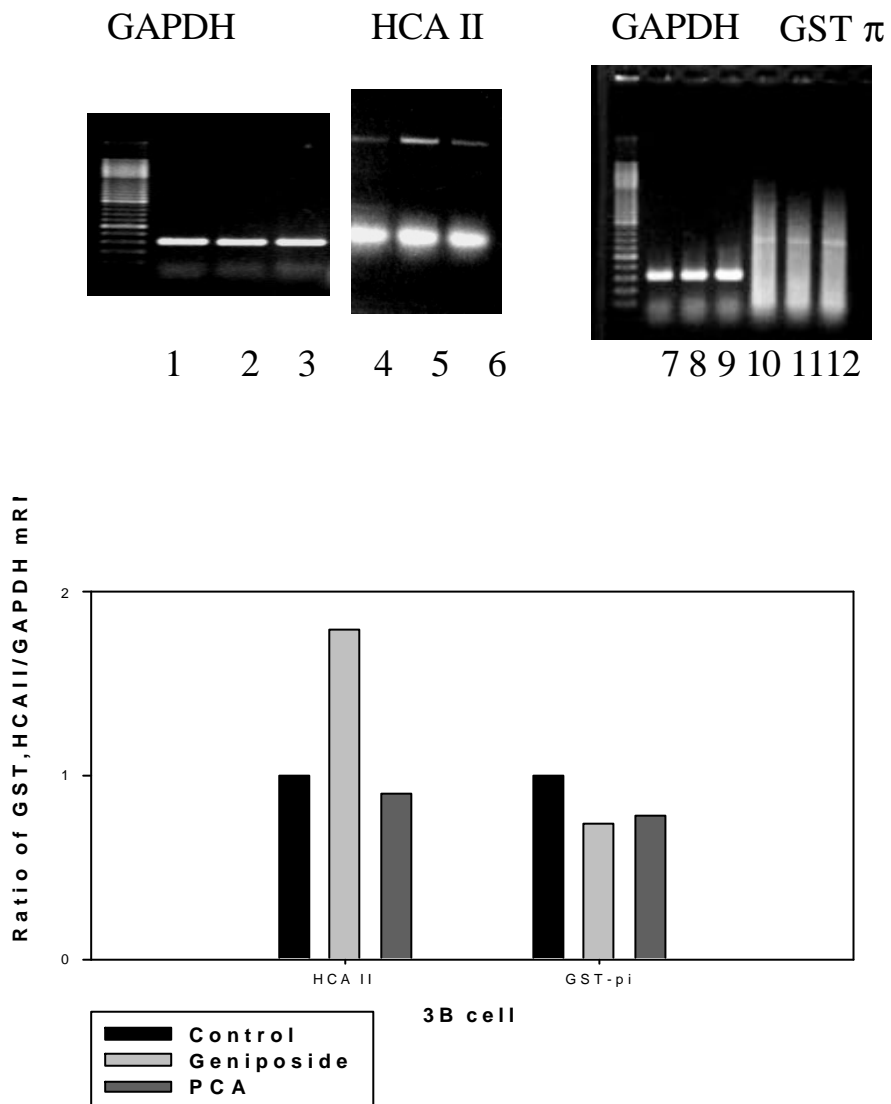 GAPDH HCA II GAPDH GST π
1 2 3 4 5 6 7 8 9 10 11 12
Ratio of GST,HCAII/GAPDH
2
1
0
HCA II GST-pi
3B cell
Control
Geniposide
PCA